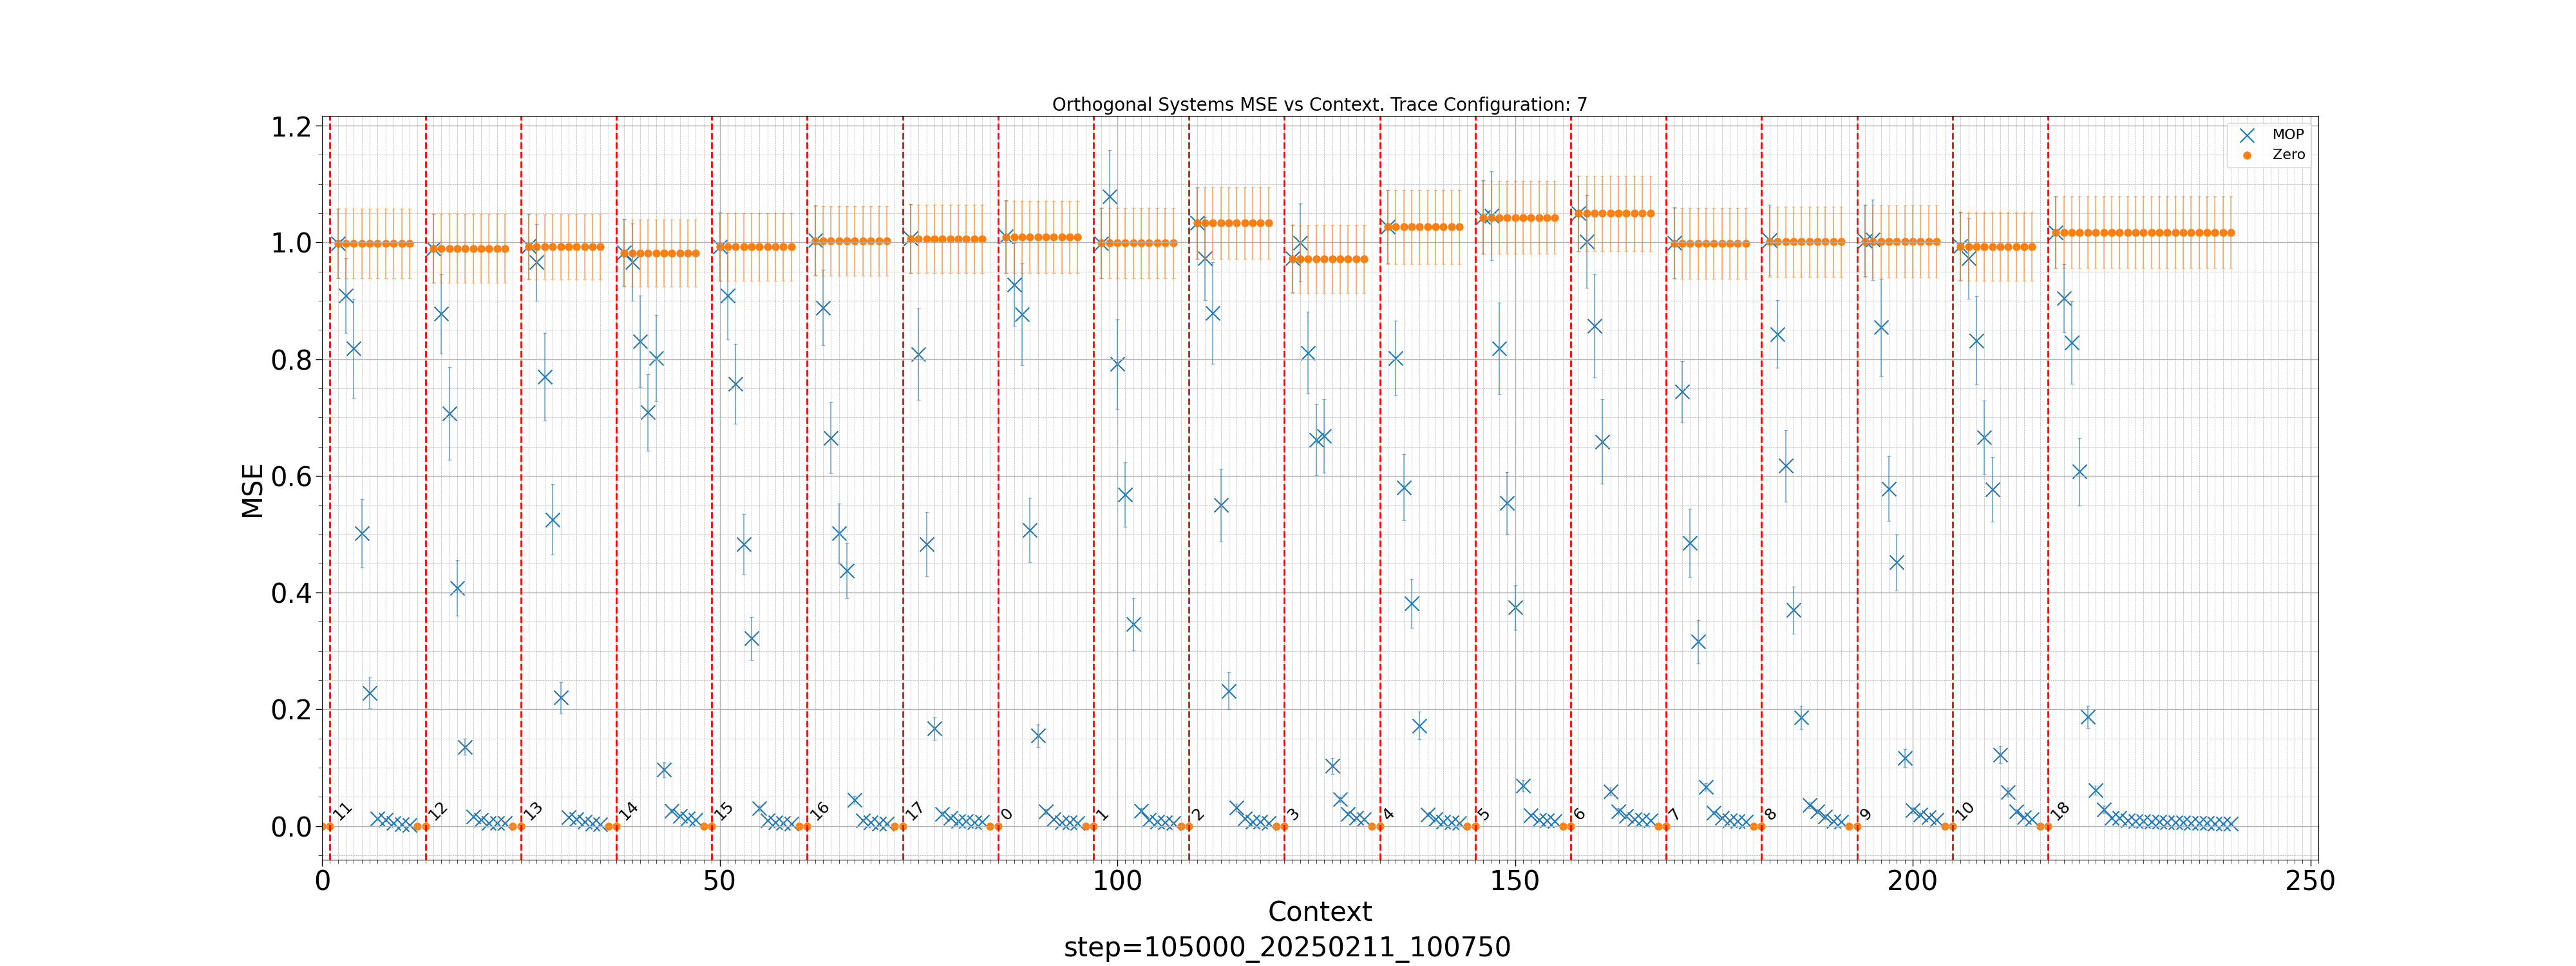 Orthogonal Systems MSE vs Context. Trace Configuration: 7
MOP
Zero
MSE
1.2
1.0
0.8
0.6
0.4
0.2
0.0
11 12 13 14 15 16 17 0 1 2 3 4 5 6 7 8 9 10 18
0 50 100 150 200 250
Context
step=105000_20250211_100750